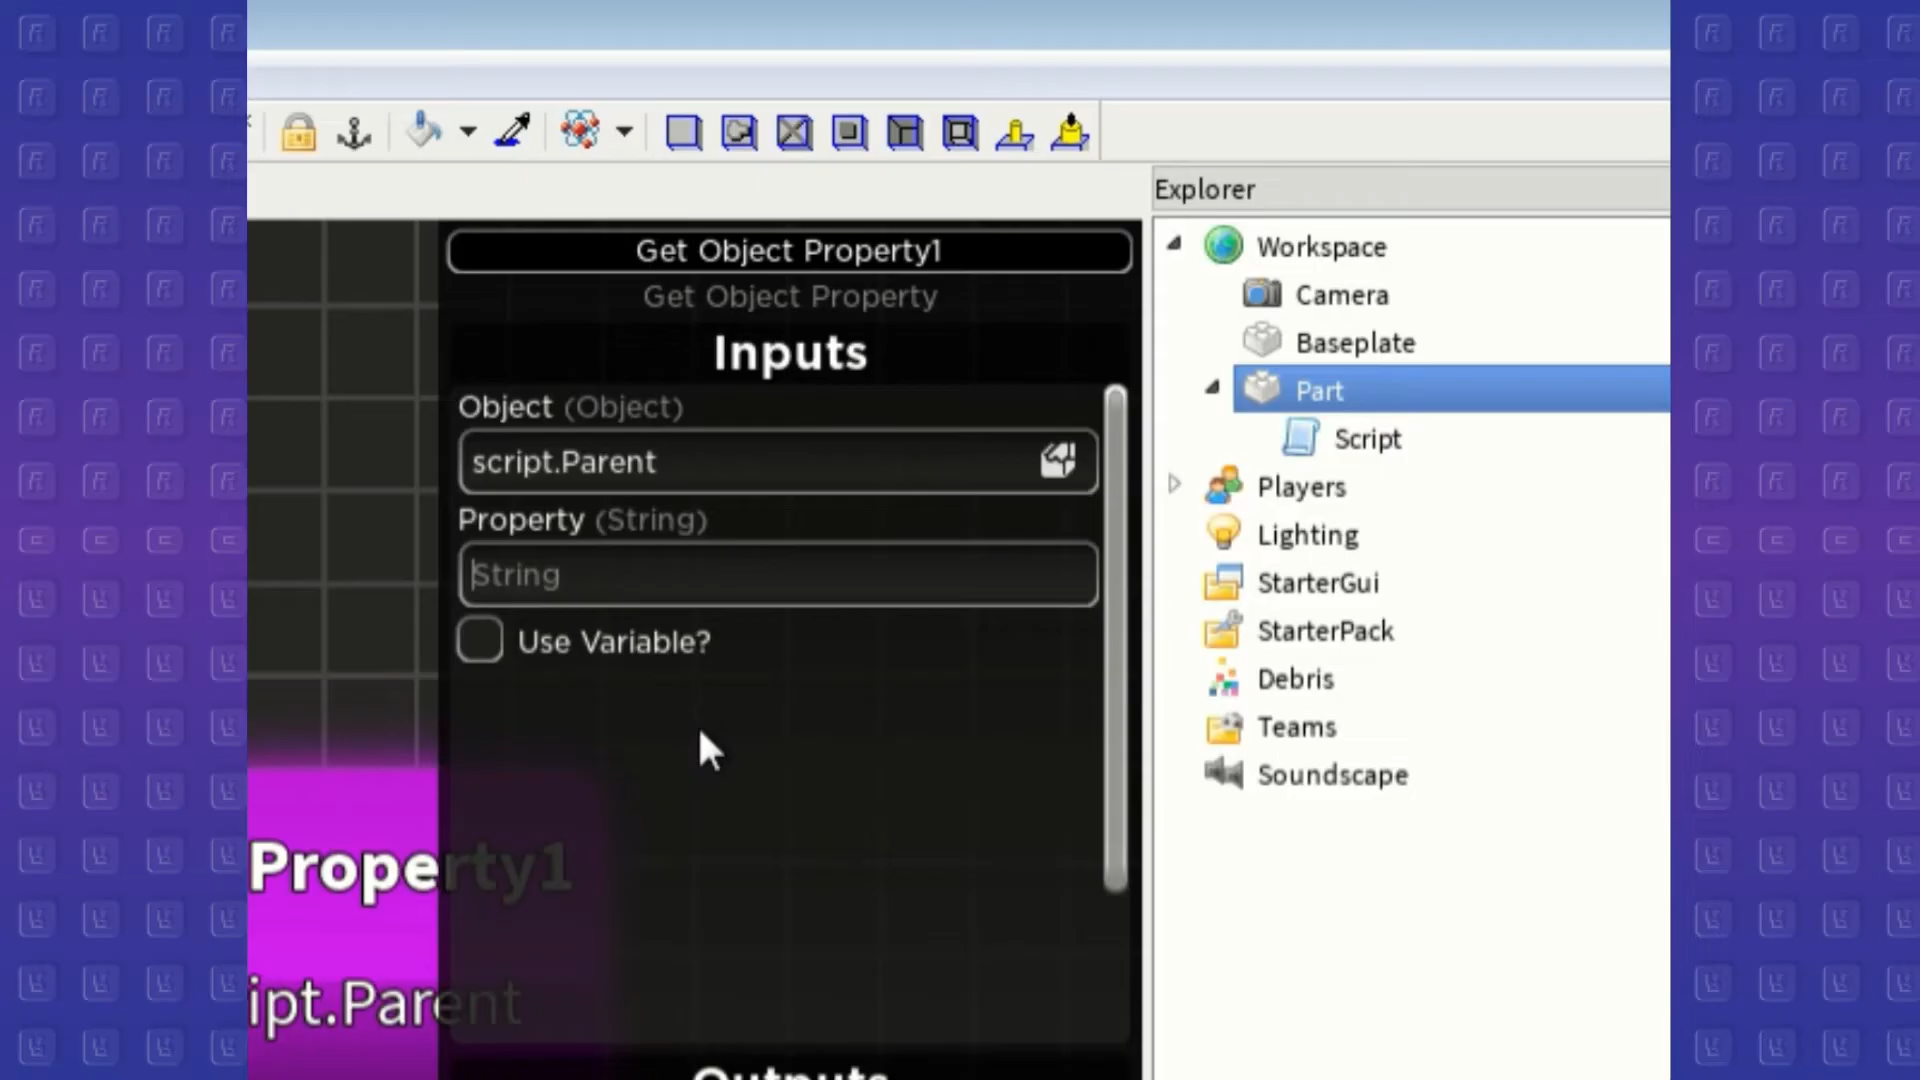 Explorer
Get Object Property1
Get Object Property
Inputs
Object (Object)
script.Parent
Property (String)
String
Use Variable?
Property1
ipt.Parent
Outputs
Workspace
Camera
Baseplate
Part
Script
Players
Lighting
StarterGui
StarterPack
Debris
Teams
Soundscape